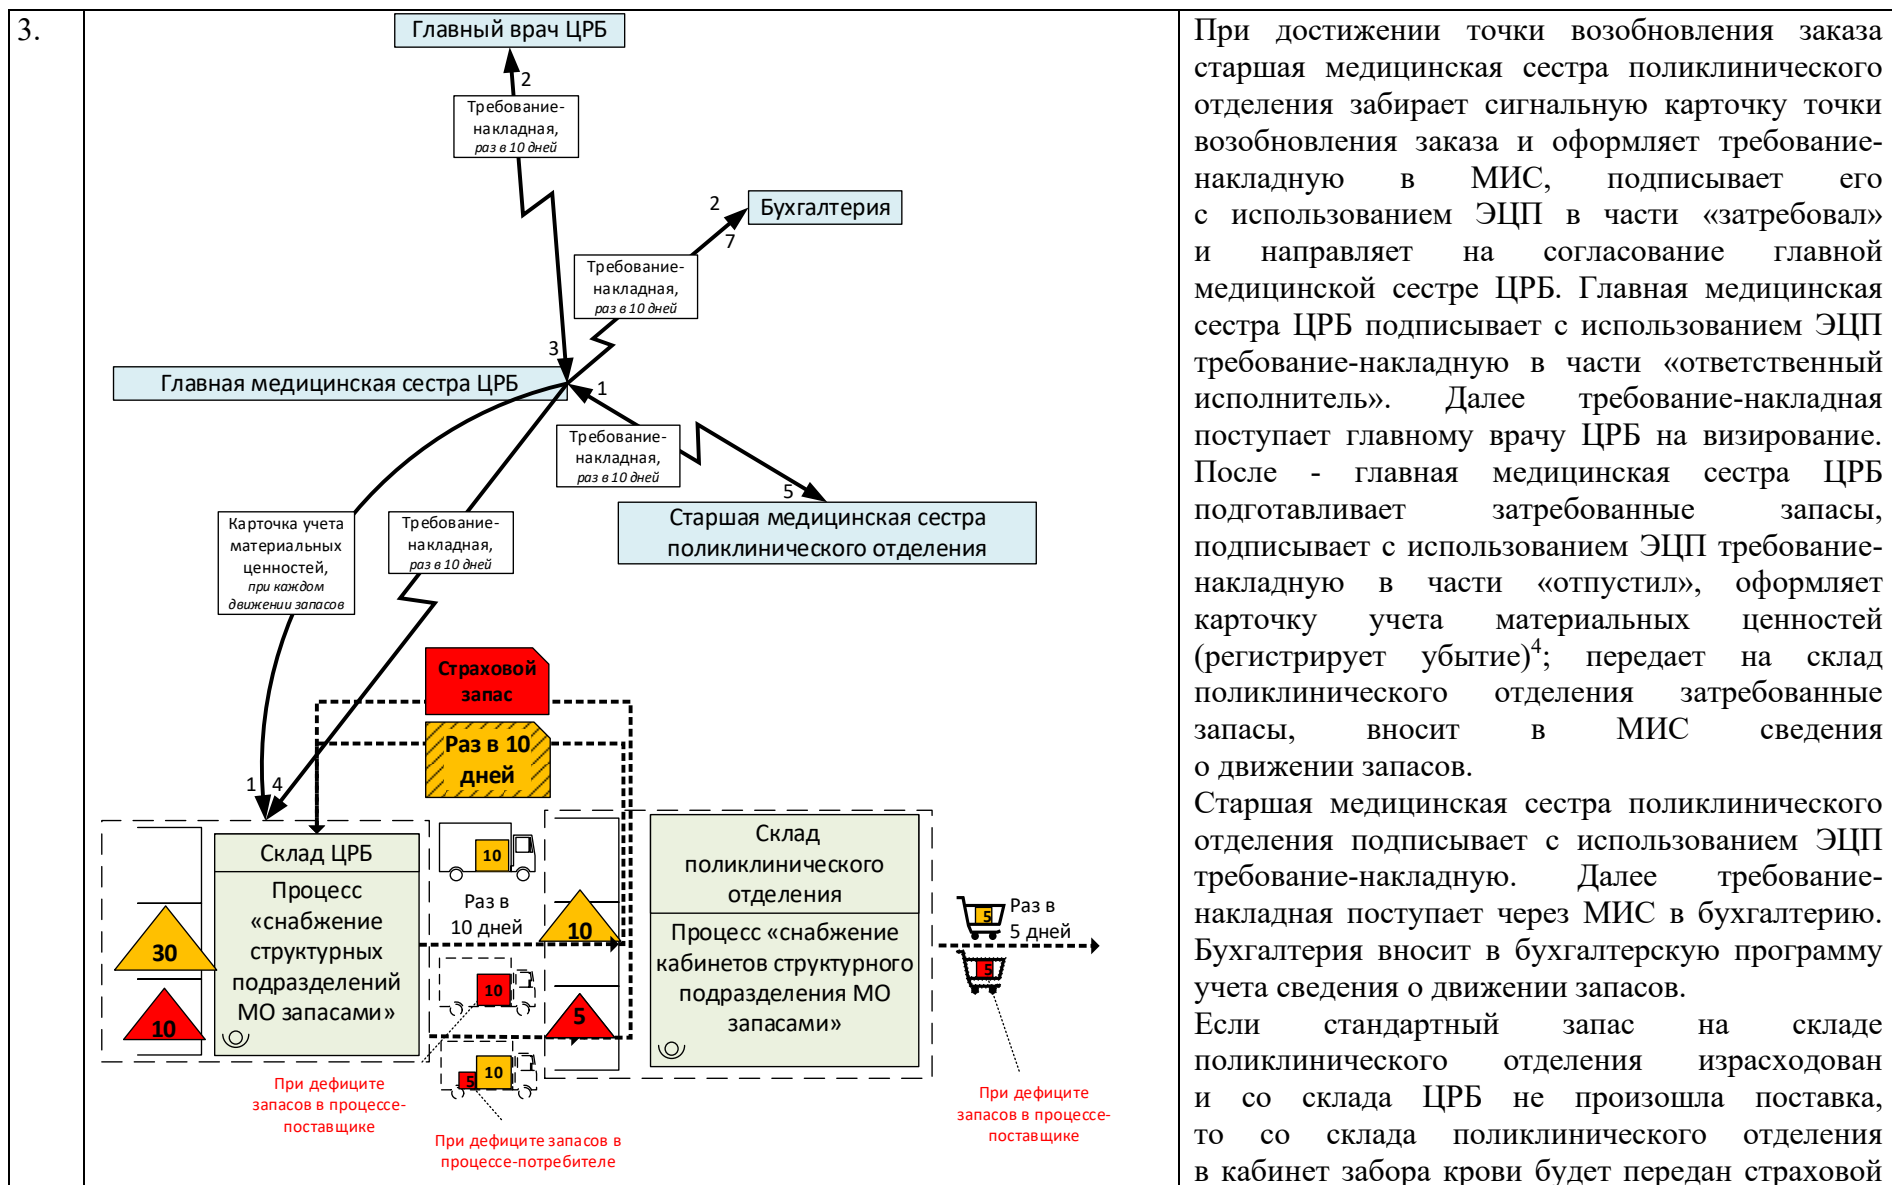 3.
Главный врач ЦРБ
2
Требование-
накладная,
раз в 10 дней
2
Бухгалтерия
7
Требование-
накладная,
раз в 10 дней
3
Главная медицинская сестра ЦРБ
1
Требование-
накладная,
раз в 10 дней
5
Старшая медицинская сестра
поликлинического отделения
Карточка учета
материальных
ценностей,
при каждом
движении запасов
Требование-
накладная,
раз в 10 дней
Страховой
запас
Раз в 10
дней
1 4
Склад ЦРБ
Процесс
«снабжение
структурных
подразделений
МО запасами»
30
10
10
Раз в
10 дней
10
10
5
10
5
Склад
поликлинического
отделения
Процесс «снабжение
кабинетов структурного
подразделения МО
запасами»
5
Раз в
5 дней
5
При дефиците
запасов в процессе-
поставщике
При дефиците запасов в
процессе-потребителе
При дефиците
запасов в процессе-
поставщике
При достижении точки возобновления заказа
старшая медицинская сестра поликлинического
отделения забирает сигнальную карточку точки
возобновления заказа и оформляет требование-
накладную в МИС, подписывает его
с использованием ЭЦП в части «затребовал»
и направляет на согласование главной
медицинской сестре ЦРБ. Главная медицинская
сестра ЦРБ подписывает с использованием ЭЦП
требование-накладную в части «ответственный
исполнитель». Далее требование-накладная
поступает главному врачу ЦРБ на визирование.
После - главная медицинская сестра ЦРБ
подготавливает затребованные запасы,
подписывает с использованием ЭЦП требование-
накладную в части «отпустил», оформляет
карточку учета материальных ценностей
(регистрирует убытие)⁴; передает на склад
поликлинического отделения затребованные
запасы, вносит в МИС сведения
о движении запасов.
Старшая медицинская сестра поликлинического
отделения подписывает с использованием ЭЦП
требование-накладную. Далее требование-
накладная поступает через МИС в бухгалтерию.
Бухгалтерия вносит в бухгалтерскую программу
учета сведения о движении запасов.
Если стандартный запас на складе
поликлинического отделения израсходован
и со склада ЦРБ не произошла поставка,
то со склада поликлинического отделения
в кабинет забора крови будет передан страховой